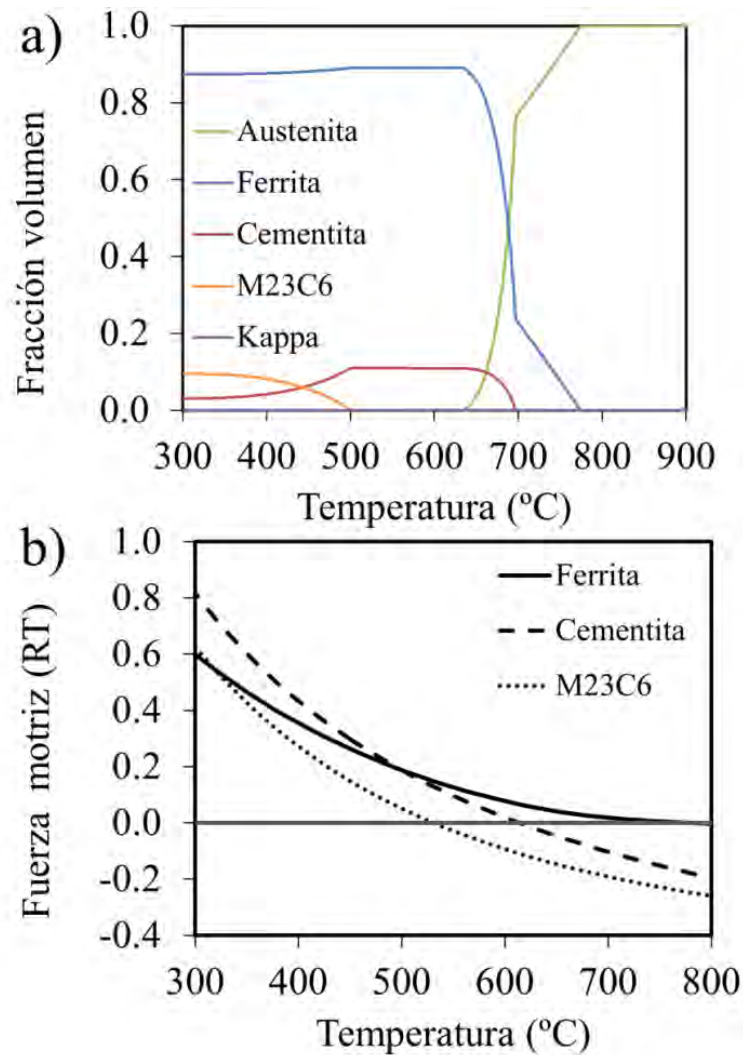 a)
1.0
0.8
0.6
0.4
0.2
0.0
Fracción volumen
Austenita
Ferrita
Cementita
M23C6
Kappa
300 400 500 600 700 800 900
Temperatura (ºC)
b)
1.0
0.8
0.6
0.4
0.2
0.0
-0.2
-0.4
Fuerza motriz (RT)
Ferrita
Cementita
M23C6
300 400 500 600 700 800
Temperatura (ºC)